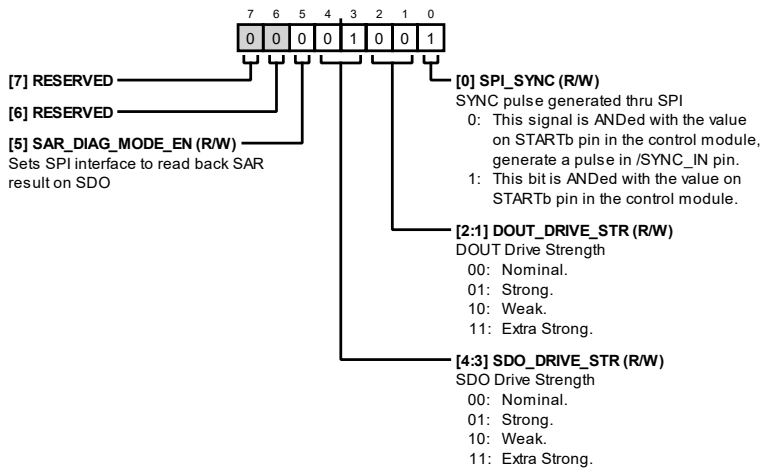 7 6 5 4 3 2 1 0
0 0 0 0 1 0 0 1
[7] RESERVED
[6] RESERVED
[5] SAR_DIAG_MODE_EN (R/W)
Sets SPI interface to read back SAR
result on SDO
[0] SPI_SYNC (R/W)
SYNC pulse generated thru SPI
0: This signal is ANDed with the value
on STARTb pin in the control module,
generate a pulse in /SYNC_IN pin.
1: This bit is ANDed with the value on
STARTb pin in the control module.
[2:1] DOUT_DRIVE_STR (R/W)
DOUT Drive Strength
00: Nominal.
01: Strong.
10: Weak.
11: Extra Strong.
[4:3] SDO_DRIVE_STR (R/W)
SDO Drive Strength
00: Nominal.
01: Strong.
10: Weak.
11: Extra Strong.